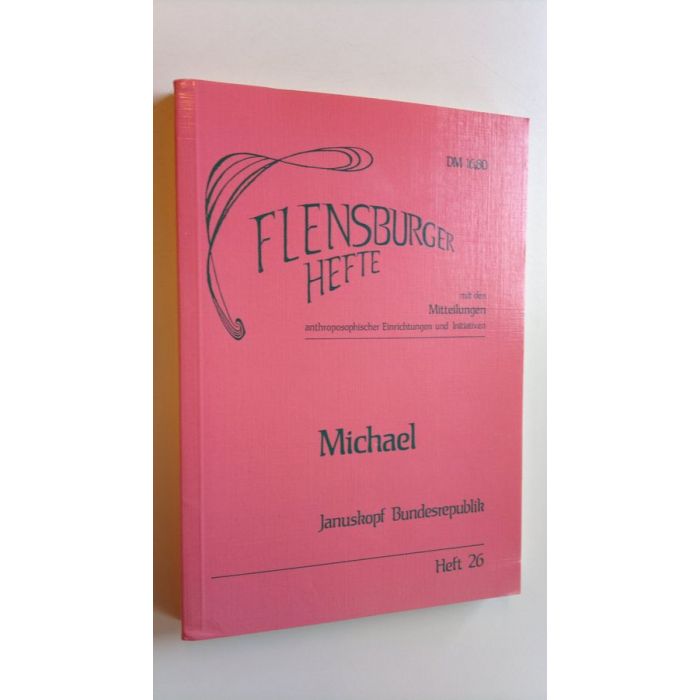 DM 16,80
FLENSBURGER
HEFTE
mit den
Mitteilungen
anthroposophischer Einrichtungen und Initiativen
Michael
Januskopf Bundesrepublik
Heft 26